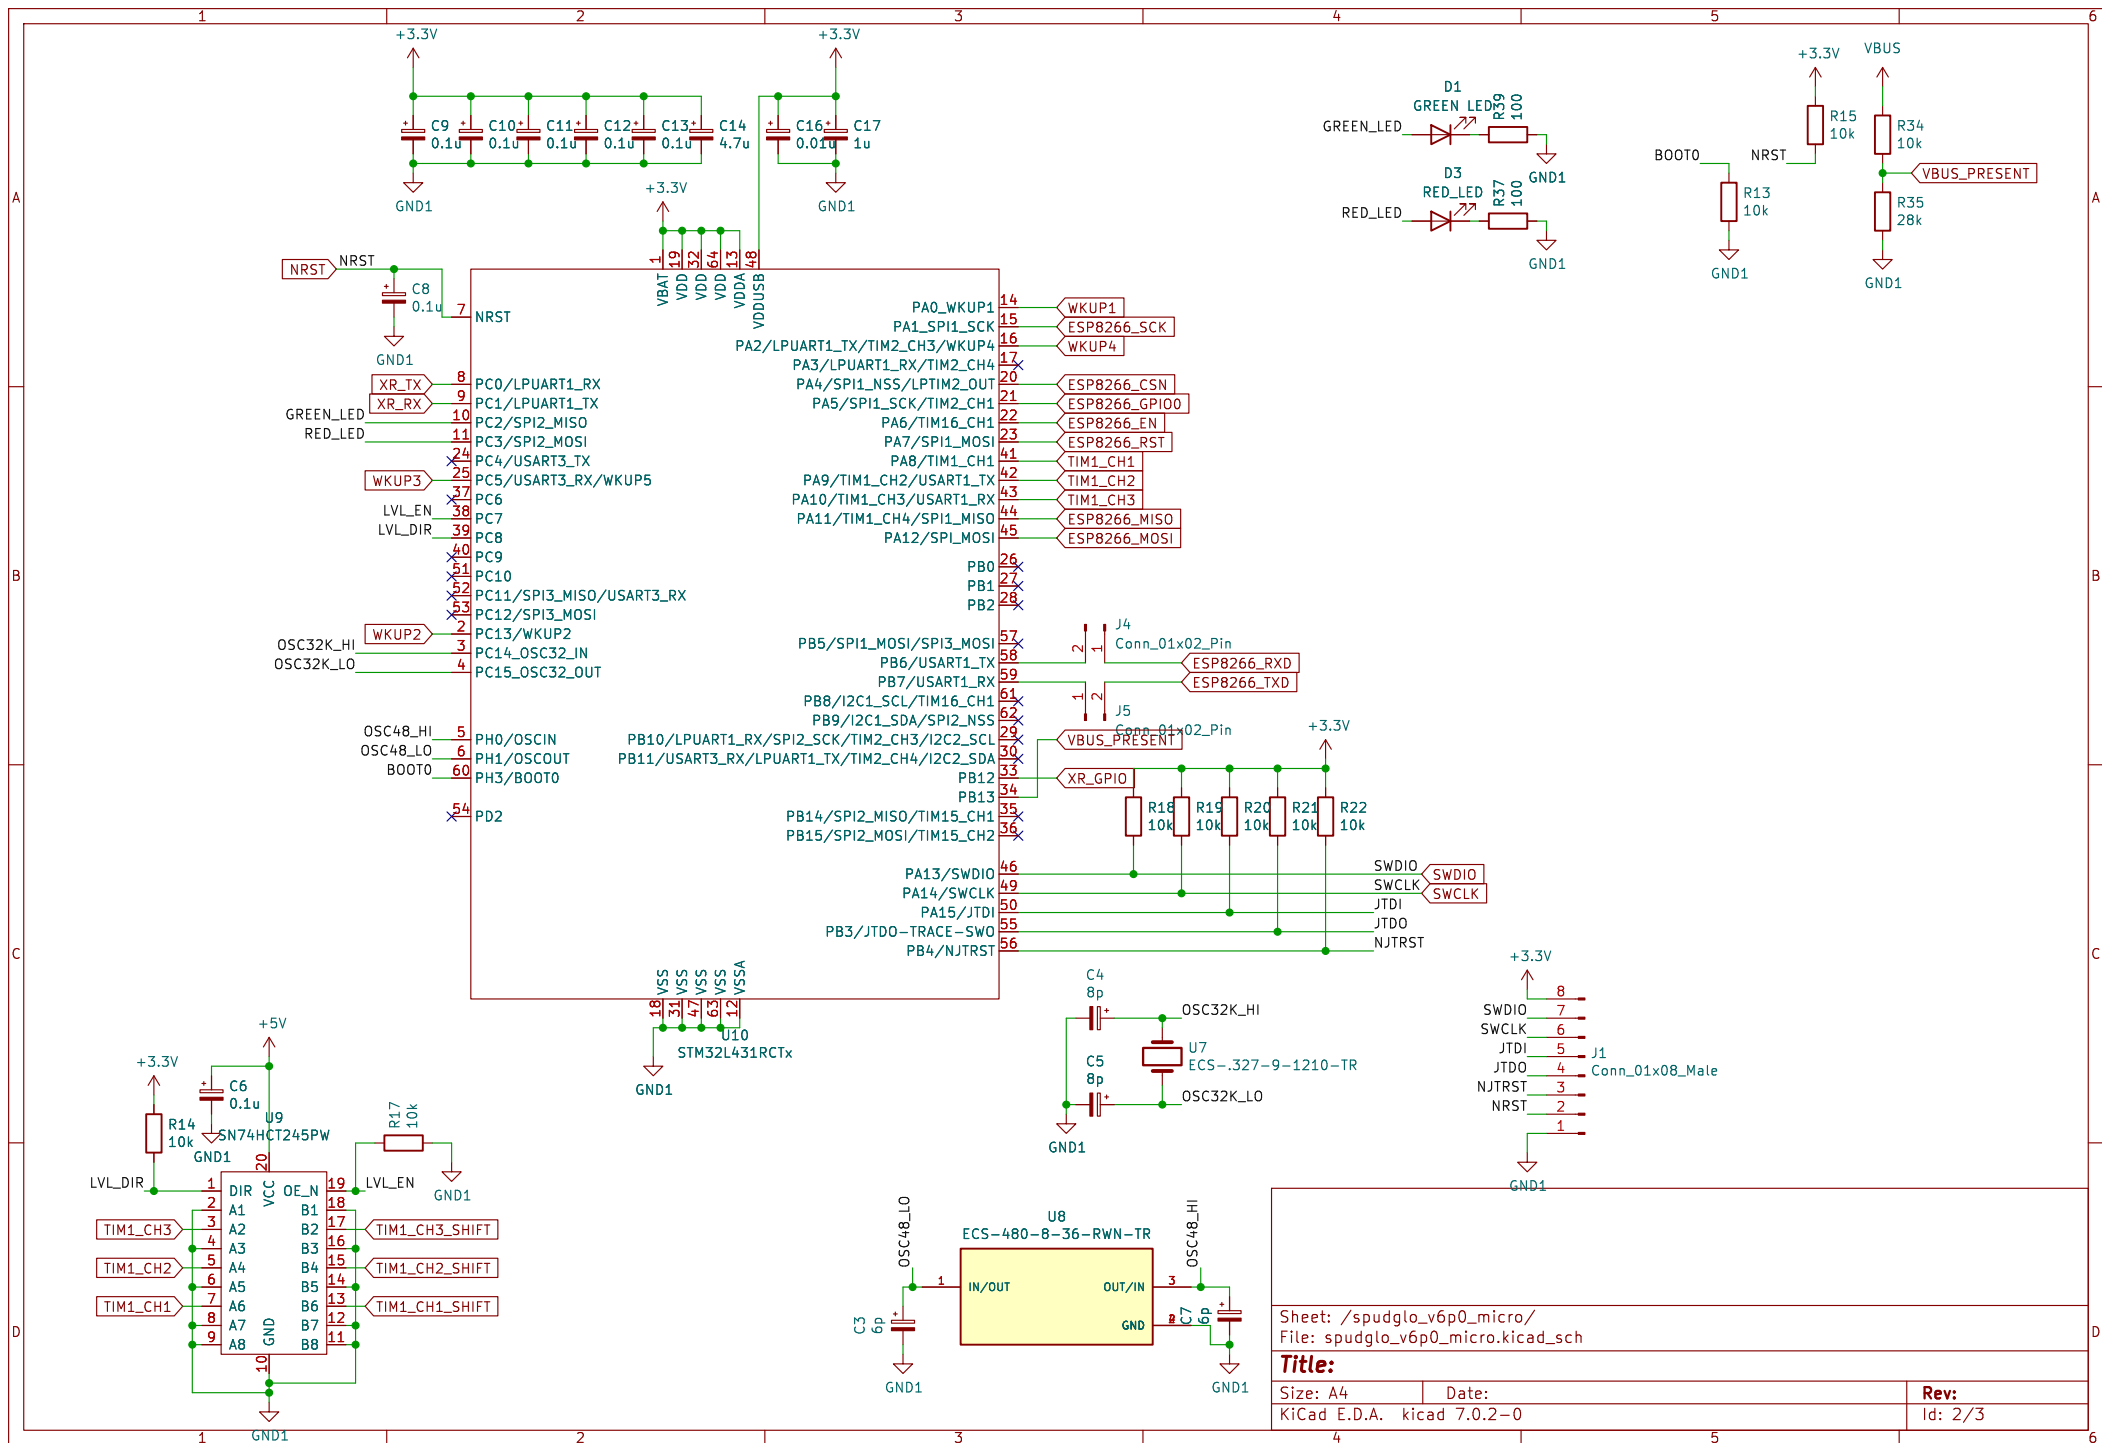 1 2 3 4 5 6
A
B
C
D
A
B
C
D
+3.3V
C9
0.1u
C10
0.1u
C11
0.1u
C12
0.1u
C13
0.1u
C14
4.7u
GND1
+3.3V
C16
0.01u
C17
1u
GND1
+3.3V
NRST
NRST
C8
0.1u
GND1
D1
GREEN LED
GREEN_LED
R39
100
GND1
D3
RED_LED
RED_LED
R37
100
GND1
BOOT0
R13
10k
GND1
+3.3V
NRST
R15
10k
VBUS
R34
10k
VBUS_PRESENT
R35
28k
GND1
1 VBAT
19 VDD
32 VDD
64 VDD
13 VDDA
48 VDDUSB
7 NRST
XR_TX 8 PC0/LPUART1_RX
XR_RX 9 PC1/LPUART1_TX
GREEN_LED 10 PC2/SPI2_MISO
RED_LED 11 PC3/SPI2_MOSI
24 PC4/USART3_TX
WKUP3 25 PC5/USART3_RX/WKUP5
37 PC6
LVL_EN 38 PC7
LVL_DIR 39 PC8
40 PC9
51 PC10
52 PC11/SPI3_MISO/USART3_RX
53 PC12/SPI3_MOSI
WKUP2 2 PC13/WKUP2
OSC32K_HI 3 PC14_OSC32_IN
OSC32K_LO 4 PC15_OSC32_OUT
OSC48_HI 5 PH0/OSCIN
OSC48_LO 6 PH1/OSCOUT
BOOT0 60 PH3/BOOT0
54 PD2
PA0_WKUP1 14 WKUP1
PA1_SPI1_SCK 15 ESP8266_SCK
PA2/LPUART1_TX/TIM2_CH3/WKUP4 16 WKUP4
PA3/LPUART1_RX/TIM2_CH4 17
PA4/SPI1_NSS/LPTIM2_OUT 20 ESP8266_CSN
PA5/SPI1_SCK/TIM2_CH1 21 ESP8266_GPIO0
PA6/TIM16_CH1 22 ESP8266_EN
PA7/SPI1_MOSI 23 ESP8266_RST
PA8/TIM1_CH1 41 TIM1_CH1
PA9/TIM1_CH2/USART1_TX 42 TIM1_CH2
PA10/TIM1_CH3/USART1_RX 43 TIM1_CH3
PA11/TIM1_CH4/SPI1_MISO 44 ESP8266_MISO
PA12/SPI_MOSI 45 ESP8266_MOSI
PB0 26
PB1 27
PB2 28
PB5/SPI1_MOSI/SPI3_MOSI 57
PB6/USART1_TX 58
PB7/USART1_RX 59
PB8/I2C1_SCL/TIM16_CH1 61
PB9/I2C1_SDA/SPI2_NSS 62
PB10/LPUART1_RX/SPI2_SCK/TIM2_CH3/I2C2_SCL 29 VBUS_PRESENT
PB11/USART3_RX/LPUART1_TX/TIM2_CH4/I2C2_SDA 30
PB12 33 XR_GPIO
PB13 34
PB14/SPI2_MISO/TIM15_CH1 35
PB15/SPI2_MOSI/TIM15_CH2 36
PA13/SWDIO 46 SWDIO SWDIO
PA14/SWCLK 49 SWCLK SWCLK
PA15/JTDI 50 JTDI
PB3/JTDO-TRACE-SWO 55 JTDO
PB4/NJTRST 56 NJTRST
2 1
J4
Conn_01x02_Pin
ESP8266_RXD
ESP8266_TXD
1 2
J5
Conn_01x02_Pin
+3.3V
R18
10k
R19
10k
R20
10k
R21
10k
R22
10k
18 VSS
31 VSS
47 VSS
63 VSS
12 VSSA
U10
STM32L431RCTx
GND1
C4
8p
OSC32K_HI
U7
ECS-.327-9-1210-TR
C5
8p
OSC32K_LO
GND1
+3.3V
8
SWDIO 7
SWCLK 6
JTDI 5
JTDO 4
NJTRST 3
NRST 2
1
J1
Conn_01x08_Male
GND1
+5V
+3.3V
C6
0.1u
GND1
R14
10k
U9
SN74HCT245PW
R17
10k
GND1
LVL_DIR
LVL_EN
20 VCC
1 DIR OE_N 19
2 A1 B1 18
TIM1_CH3 3 A2 B2 17 TIM1_CH3_SHIFT
4 A3 B3 16
TIM1_CH2 5 A4 B4 15 TIM1_CH2_SHIFT
6 A5 B5 14
TIM1_CH1 7 A6 B6 13 TIM1_CH1_SHIFT
8 A7 B7 12
9 A8 B8 11
10 GND
GND1
OSC48_LO
U8
ECS-480-8-36-RWN-TR
OSC48_HI
1 IN/OUT
OUT/IN 3
GND
C3
6p
C7
6p
GND1
GND1
Sheet: /spudglo_v6p0_micro/
File: spudglo_v6p0_micro.kicad_sch
Title:
Size: A4 Date: Rev:
KiCad E.D.A. kicad 7.0.2-0 Id: 2/3
1 2 3 4 5 6